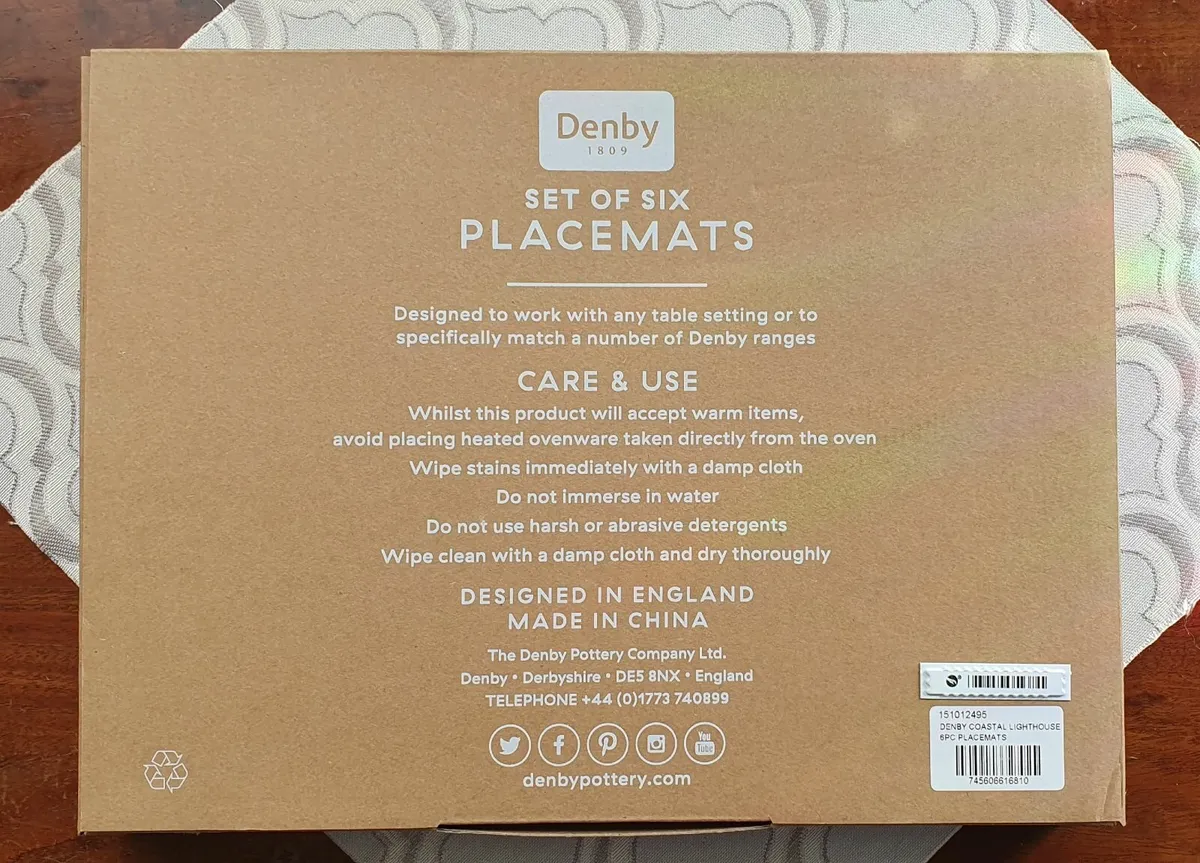 Denby
1809
SET OF SIX
PLACEMATS
Designed to work with any table setting or to
specifically match a number of Denby ranges
CARE & USE
Whilst this product will accept warm items,
avoid placing heated ovenware taken directly from the oven
Wipe stains immediately with a damp cloth
Do not immerse in water
Do not use harsh or abrasive detergents
Wipe clean with a damp cloth and dry thoroughly
DESIGNED IN ENGLAND
MADE IN CHINA
The Denby Pottery Company Ltd.
Denby • Derbyshire • DE5 8NX • England
TELEPHONE +44 (0)1773 740899
You
Tube
denbypottery.com
151012495
DENBY COASTAL LIGHTHOUSE
6PC PLACEMATS
745606616810